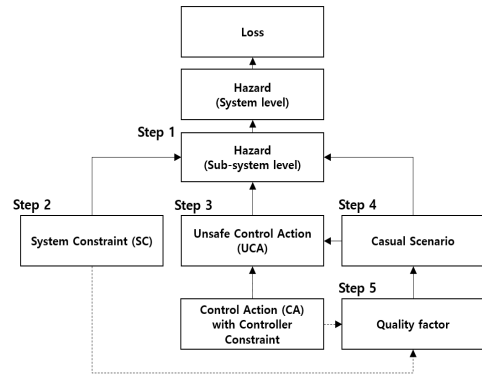 Loss
Hazard
(System level)
Step 1
Hazard
(Sub-system level)
Step 2
System Constraint (SC)
Step 3
Unsafe Control Action
(UCA)
Step 4
Casual Scenario
Control Action (CA)
with Controller
Constraint
Step 5
Quality factor